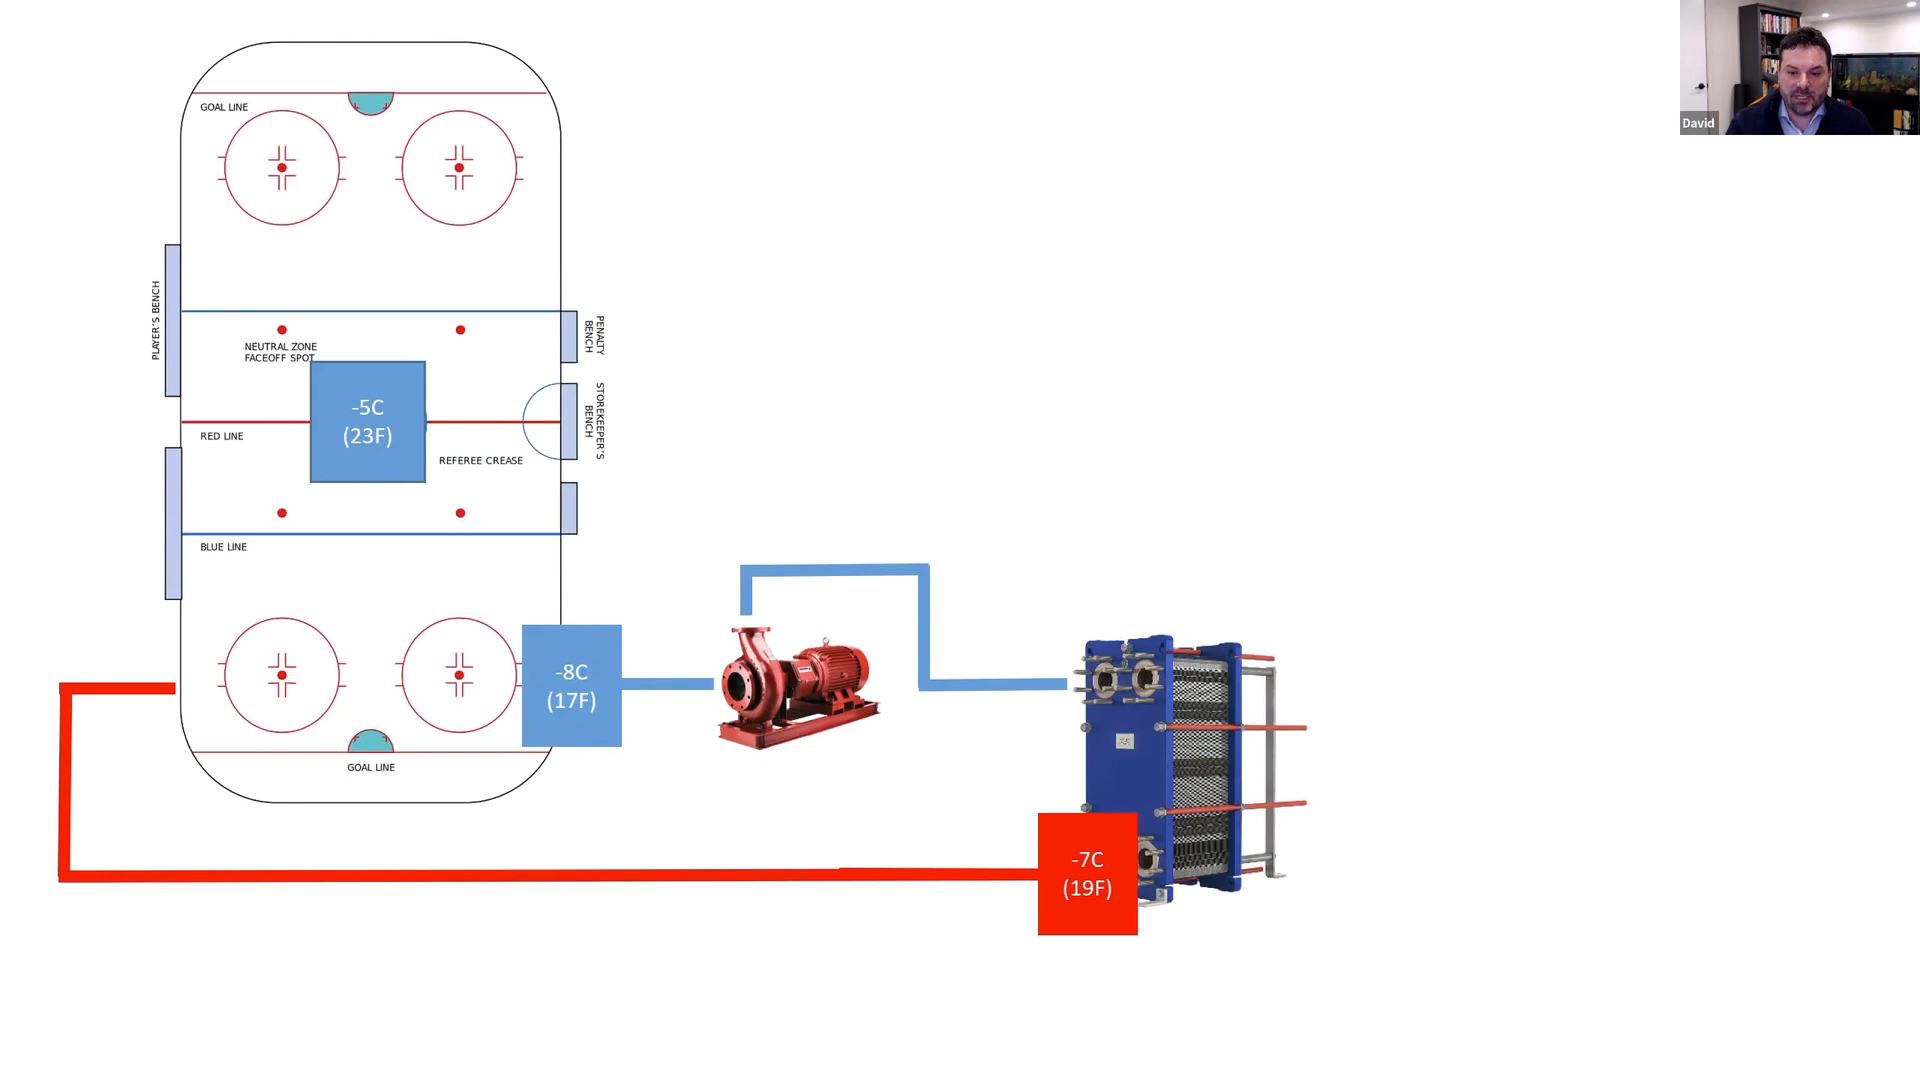 GOAL LINE
PLAYER'S BENCH
PENALTY
BENCH
NEUTRAL ZONE
FACEOFF SPOT
-5C
(23F)
STOREKEEPER'S
BENCH
RED LINE
REFEREE CREASE
BLUE LINE
-8C
(17F)
GOAL LINE
-7C
(19F)
David